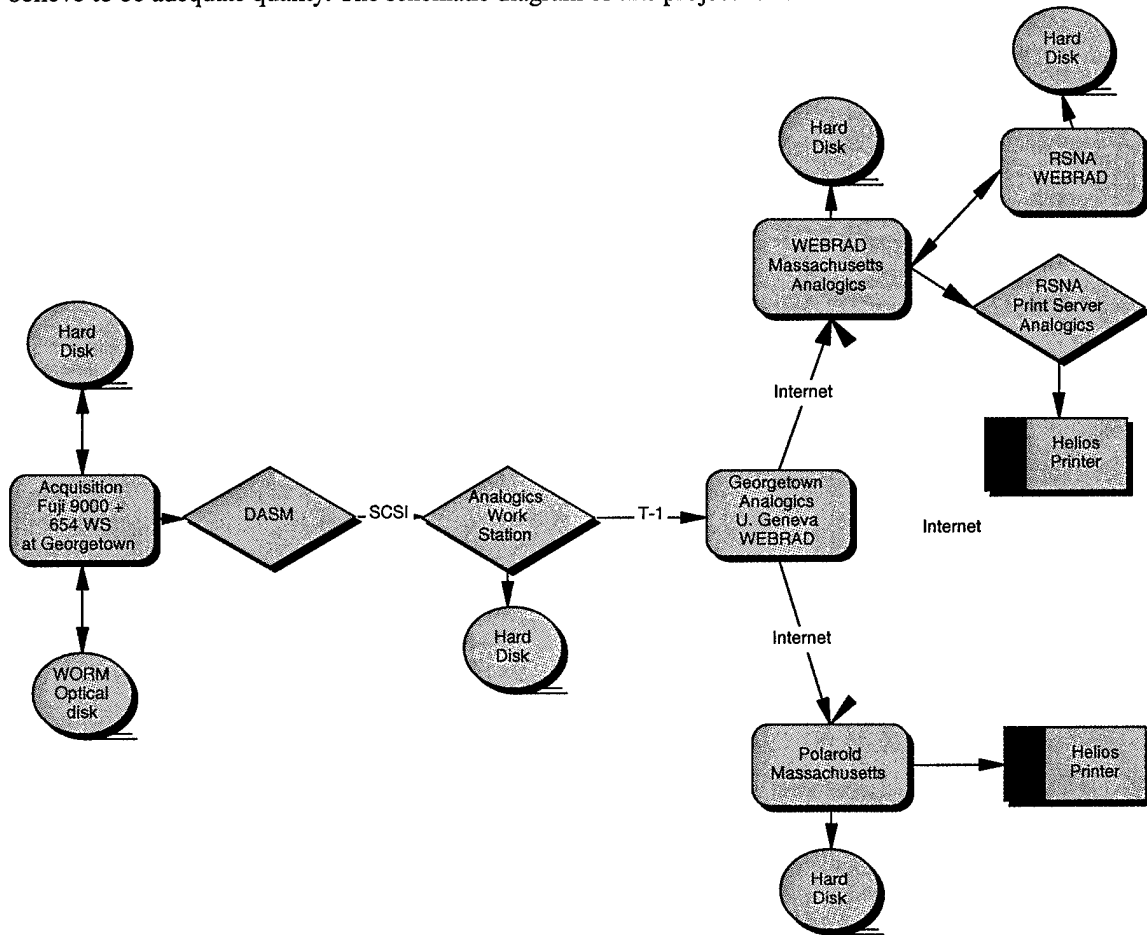 Hard
Disk
Hard
Disk
RSNA
WEBRAD
WEBRAD
Massachusetts
Analogics
RSNA
Print Server
Analogics
Hard
Disk
Internet
Helios
Printer
Acquisition
Fuji 9000 +
654 WS
at Georgetown
DASM
SCSI
Analogics
Work
Station
T-1
Georgetown
Analogics
U. Geneva
WEBRAD
Internet
Hard
Disk
Internet
WORM
Optical
disk
Polaroid
Massachusetts
Helios
Printer
Hard
Disk